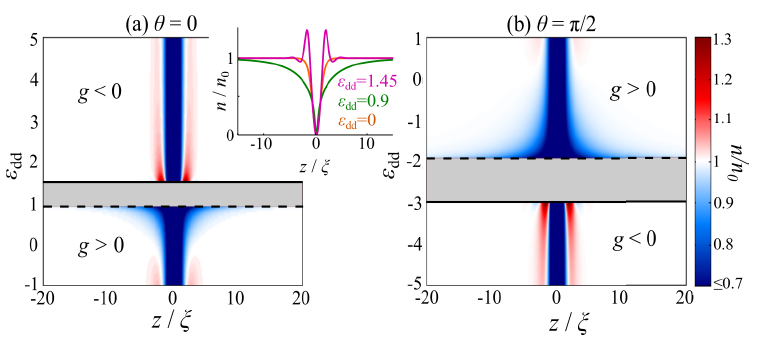 (a) θ = 0
5
4
3
2
1
0
-1
ε_dd
g < 0
g > 0
-20
-10
0
10
20
z / ξ
1
0
n / n₀
ε_dd=1.45
ε_dd=0.9
ε_dd=0
-10
0
10
z / ξ
(b) θ = π/2
1
0
-1
-2
-3
-4
-5
ε_dd
g > 0
g < 0
-20
-10
0
10
20
z / ξ
1.3
1.2
1.1
1
0.9
0.8
≤0.7
n/n₀